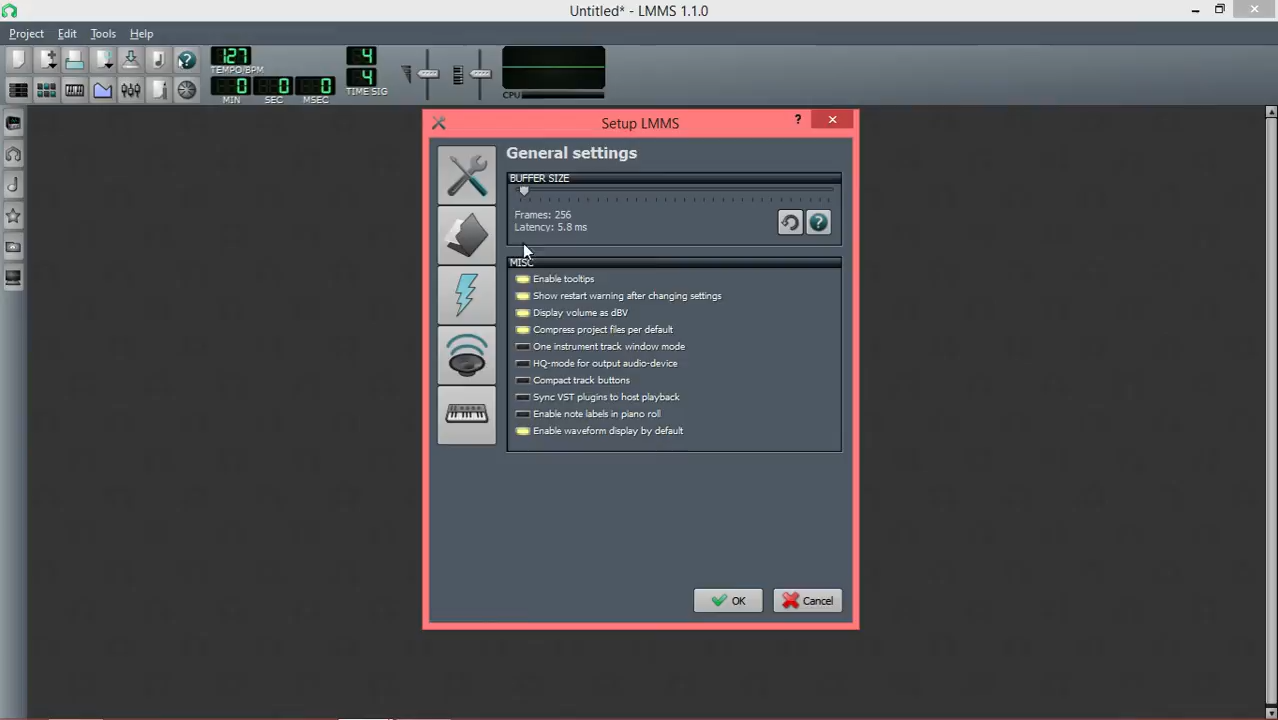 Untitled* - LMMS 1.1.0
Project Edit Tools Help
127
TEMPO/BPM
4
4
TIME SIG
0 0 0
MIN SEC MSEC
CPU
Setup LMMS
General settings
BUFFER SIZE
Frames: 256
Latency: 5.8 ms
MISC
Enable tooltips
Show restart warning after changing settings
Display volume as dBV
Compress project files per default
One instrument track window mode
HQ-mode for output audio-device
Compact track buttons
Sync VST plugins to host playback
Enable note labels in piano roll
Enable waveform display by default
OK Cancel